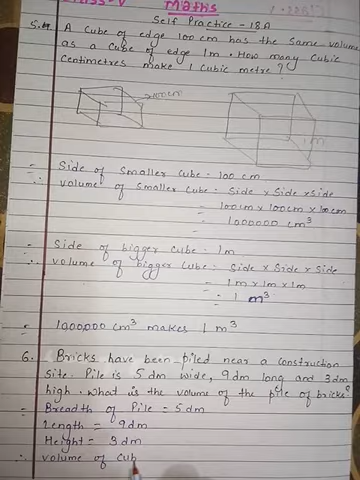 Class-V Maths
Self Practice - 18A
5. A Cube of edge 100 cm has the same volume
as a cube of edge 1m. How many cubic
Centimetres make 1 cubic metre?
100cm
1m
= Side of smaller cube = 100 cm
∴ Volume of smaller cube = Side x Side x side
= 100cm x 100cm x 100cm
= 1000000 cm³
= Side of bigger cube = 1m
∴ Volume of bigger cube = Side x Side x Side
= 1m x 1m x 1m
= 1 m³
= 1000000 cm³ makes 1 m³
6. Bricks have been piled near a construction
Site. Pile is 5 dm wide, 9dm long and 3dm
high. What is the volume of the pile of bricks?
= Breadth of Pile = 5dm
Length = 9dm
Height = 3dm
∴ Volume of Cub